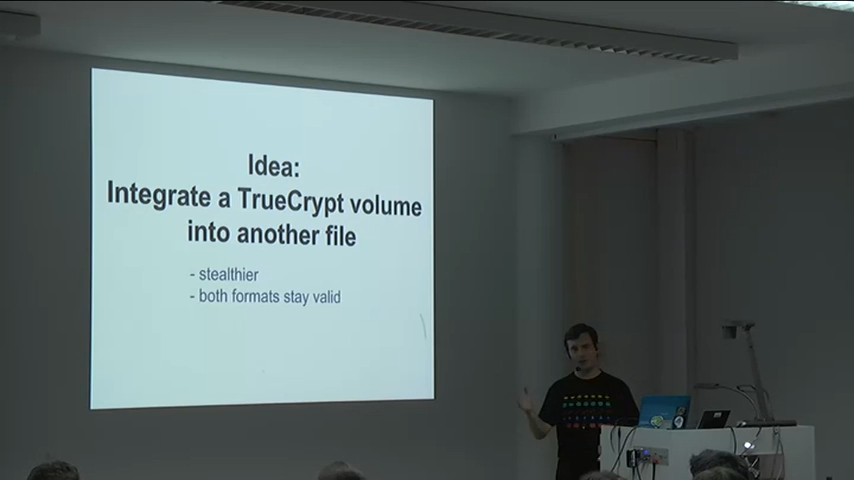 Idea:
Integrate a TrueCrypt volume
into another file
- stealthier
- both formats stay valid